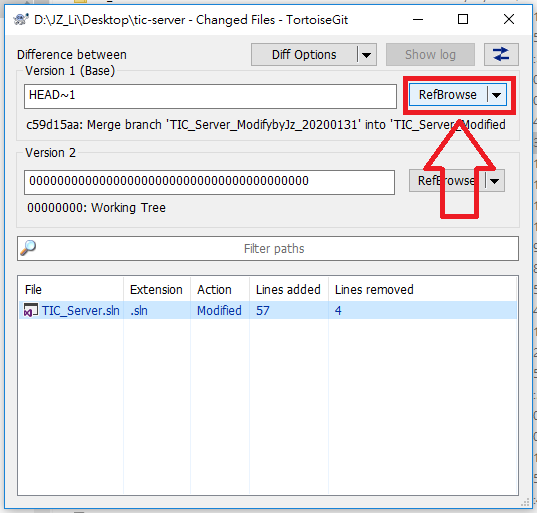 D:\JZ_Li\Desktop\tic-server - Changed Files - TortoiseGit
Difference between
Diff Options
Show log
Version 1 (Base)
HEAD~1
RefBrowse
c59d15aa: Merge branch 'TIC_Server_ModifybyJz_20200131' into 'TIC_Server_Modified
Version 2
0000000000000000000000000000000000000000
RefBrowse
00000000: Working Tree
Filter paths
File Extension Action Lines added Lines removed
TIC_Server.sln .sln Modified 57 4